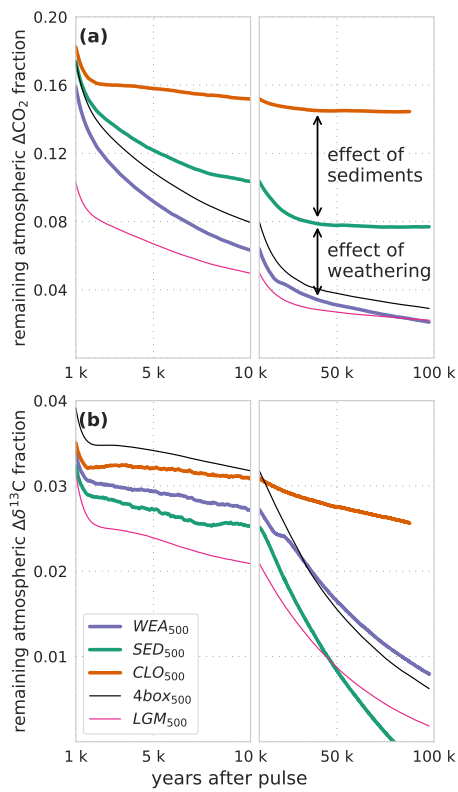 (a)
remaining atmospheric ΔCO₂ fraction
0.20
0.16
0.12
0.08
0.04
effect of
sediments
effect of
weathering
1 k
5 k
10 k
50 k
100 k
(b)
remaining Δδ¹³C fraction
0.04
0.03
0.02
0.01
WEA₅₀₀
SED₅₀₀
CLO₅₀₀
4box₅₀₀
LGM₅₀₀
1 k
5 k
10 k
50 k
100 k
years after pulse